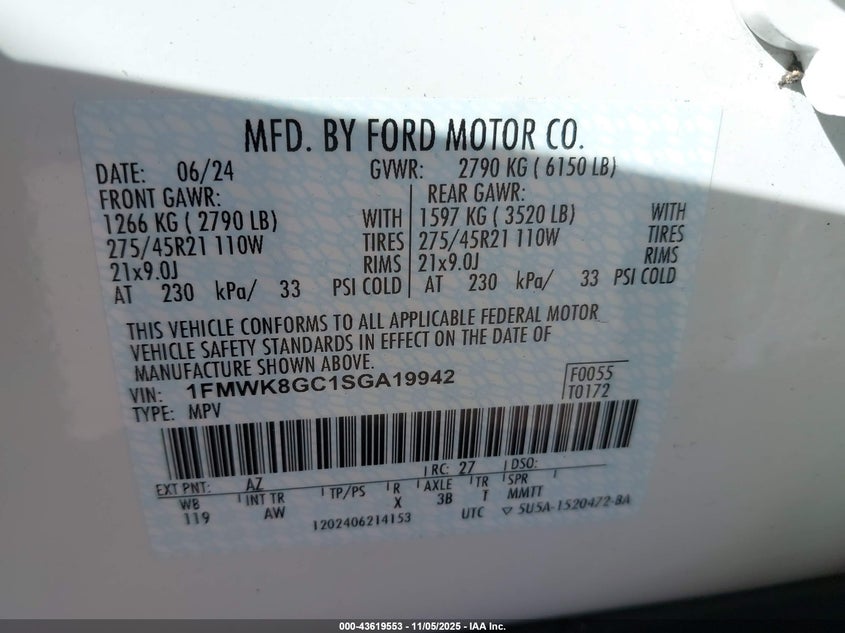 MFD. BY FORD MOTOR CO.
DATE: 06/24 GVWR: 2790 KG ( 6150 LB)
FRONT GAWR: REAR GAWR:
1266 KG ( 2790 LB) WITH 1597 KG ( 3520 LB) WITH
275/45R21 110W TIRES 275/45R21 110W TIRES
21x9.0J RIMS 21x9.0J RIMS
AT 230 kPa/ 33 PSI COLD AT 230 kPa/ 33 PSI COLD
THIS VEHICLE CONFORMS TO ALL APPLICABLE FEDERAL MOTOR
VEHICLE SAFETY STANDARDS IN EFFECT ON THE DATE OF
MANUFACTURE SHOWN ABOVE.
VIN: 1FMWK8GC1SGA19942 F0055
TYPE: MPV T0172
EXT PNT: AZ RC: 27 DSO:
WB INT TR TP/PS R AXLE TR SPR
119 AW X 3B T MMTT
1202406214153 UTC ▽ 5U5A-1520472-BA
000-43619553 — 11/05/2025 — IAA Inc.